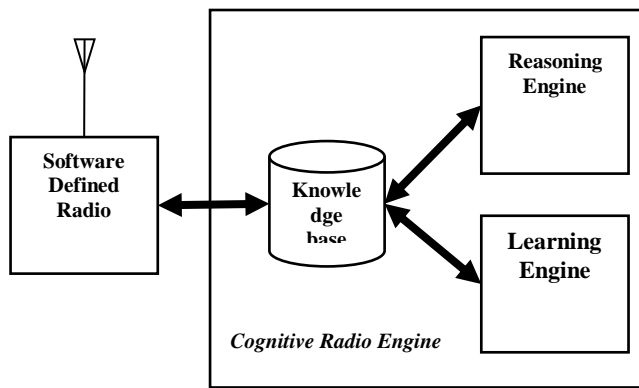 Software
Defined
Radio
Knowle
dge
base
Reasoning
Engine
Learning
Engine
Cognitive Radio Engine